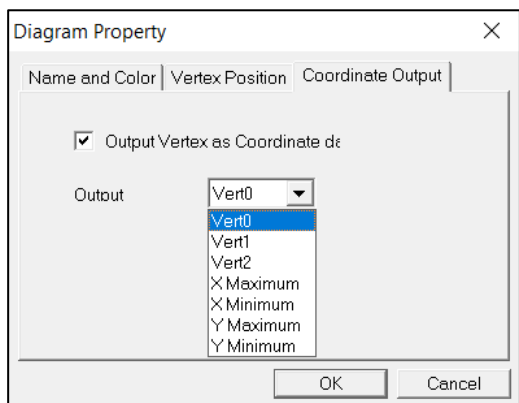 Diagram Property
Name and Color Vertex Position Coordinate Output
Output Vertex as Coordinate da
Output Vert0
Vert0
Vert1
Vert2
X Maximum
X Minimum
Y Maximum
Y Minimum
OK Cancel